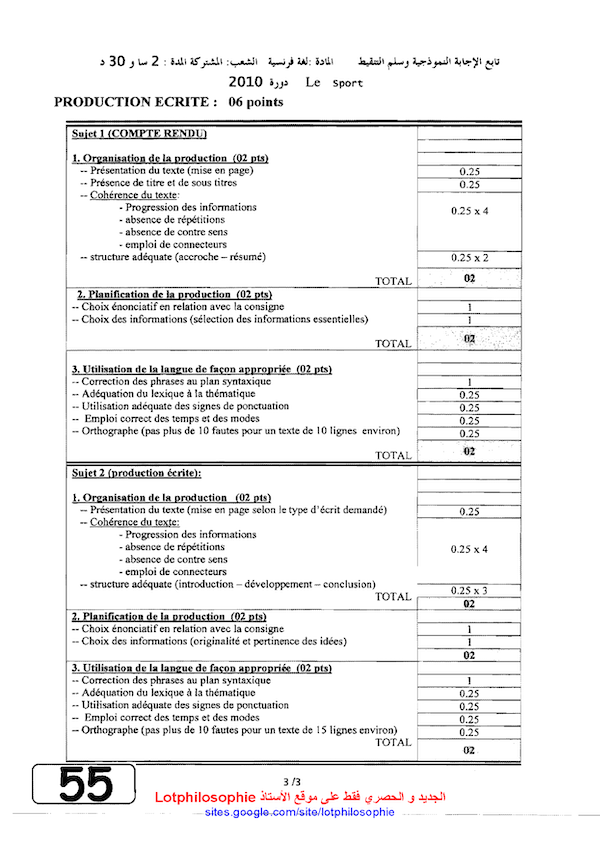 تابع الإجابة النموذجية وسلم التنقيط المادة :لغة فرنسية الشعب: المشتركة المدة : 2 سا و 30 د
دورة 2010 Le Sport
PRODUCTION ECRITE : 06 points
Sujet 1 (COMPTE RENDU)
1. Organisation de la production (02 pts)
-- Présentation du texte (mise en page) 0.25
-- Présence de titre et de sous titres 0.25
-- Cohérence du texte:
- Progression des informations
- absence de répétitions 0.25 x 4
- absence de contre sens
- emploi de connecteurs
-- structure adéquate (accroche – résumé) 0.25 x 2
TOTAL 02
2. Planification de la production (02 pts)
-- Choix énonciatif en relation avec la consigne 1
-- Choix des informations (sélection des informations essentielles) 1
TOTAL 02
3. Utilisation de la langue de façon appropriée (02 pts)
-- Correction des phrases au plan syntaxique 1
-- Adéquation du lexique à la thématique 0.25
-- Utilisation adéquate des signes de ponctuation 0.25
-- Emploi correct des temps et des modes 0.25
-- Orthographe (pas plus de 10 fautes pour un texte de 10 lignes environ) 0.25
TOTAL 02
Sujet 2 (production écrite):
1. Organisation de la production (02 pts)
-- Présentation du texte (mise en page selon le type d'écrit demandé) 0.25
-- Cohérence du texte:
- Progression des informations
- absence de répétitions 0.25 x 4
- absence de contre sens
- emploi de connecteurs
-- structure adéquate (introduction – développement – conclusion) 0.25 x 3
TOTAL 02
2. Planification de la production (02 pts)
-- Choix énonciatif en relation avec la consigne 1
-- Choix des informations (originalité et pertinence des idées) 1
02
3. Utilisation de la langue de façon appropriée (02 pts)
-- Correction des phrases au plan syntaxique 1
-- Adéquation du lexique à la thématique 0.25
-- Utilisation adéquate des signes de ponctuation 0.25
-- Emploi correct des temps et des modes 0.25
-- Orthographe (pas plus de 10 fautes pour un texte de 15 lignes environ) 0.25
TOTAL 02
55
3 /3
الجديد و الحصري فقط على موقع الأستاذ Lotphilosophie
sites.google.com/site/lotphilosophie